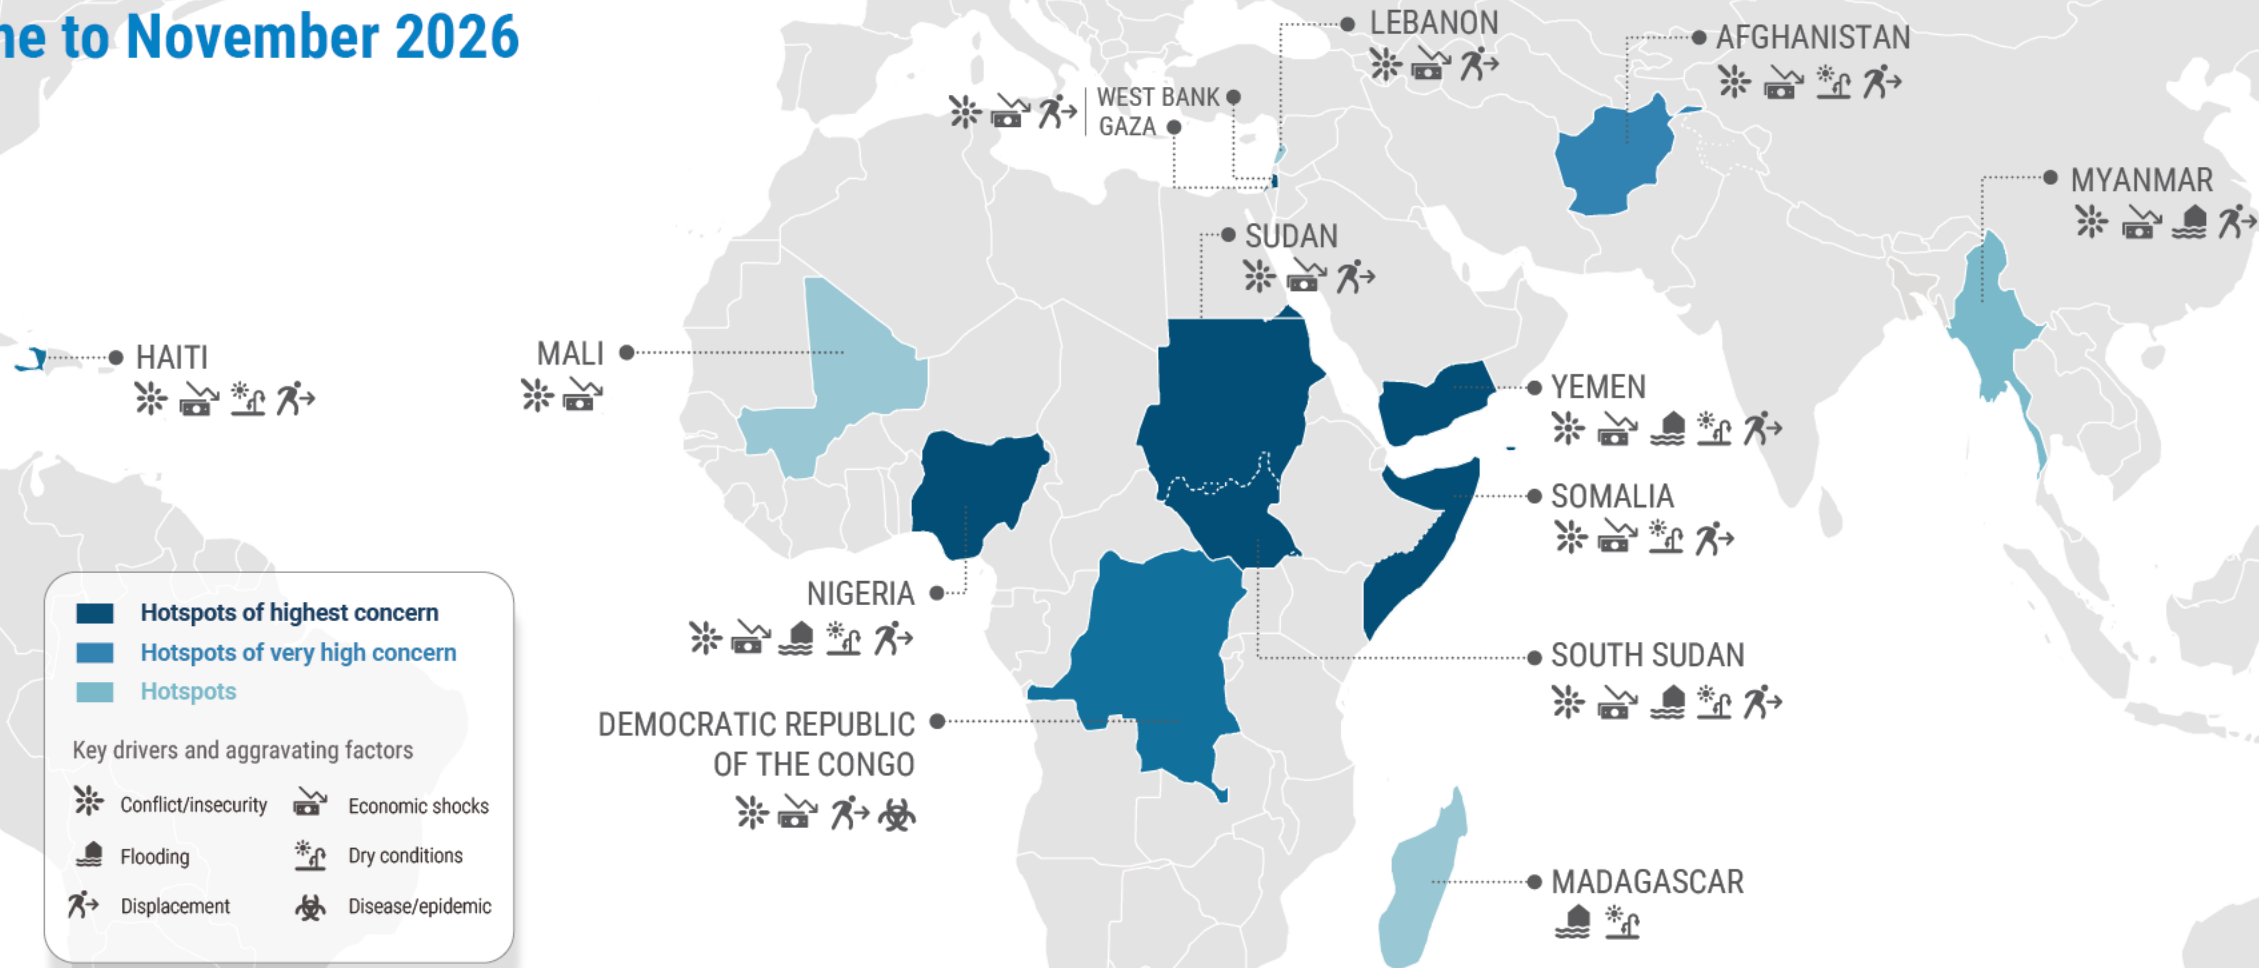 to November 2026
LEBANON
AFGHANISTAN
WEST BANK
GAZA
MYANMAR
SUDAN
HAITI
MALI
YEMEN
SOMALIA
NIGERIA
SOUTH SUDAN
DEMOCRATIC REPUBLIC
OF THE CONGO
MADAGASCAR
Hotspots of highest concern
Hotspots of very high concern
Hotspots
Key drivers and aggravating factors
Conflict/insecurity
Economic shocks
Flooding
Dry conditions
Displacement
Disease/epidemic